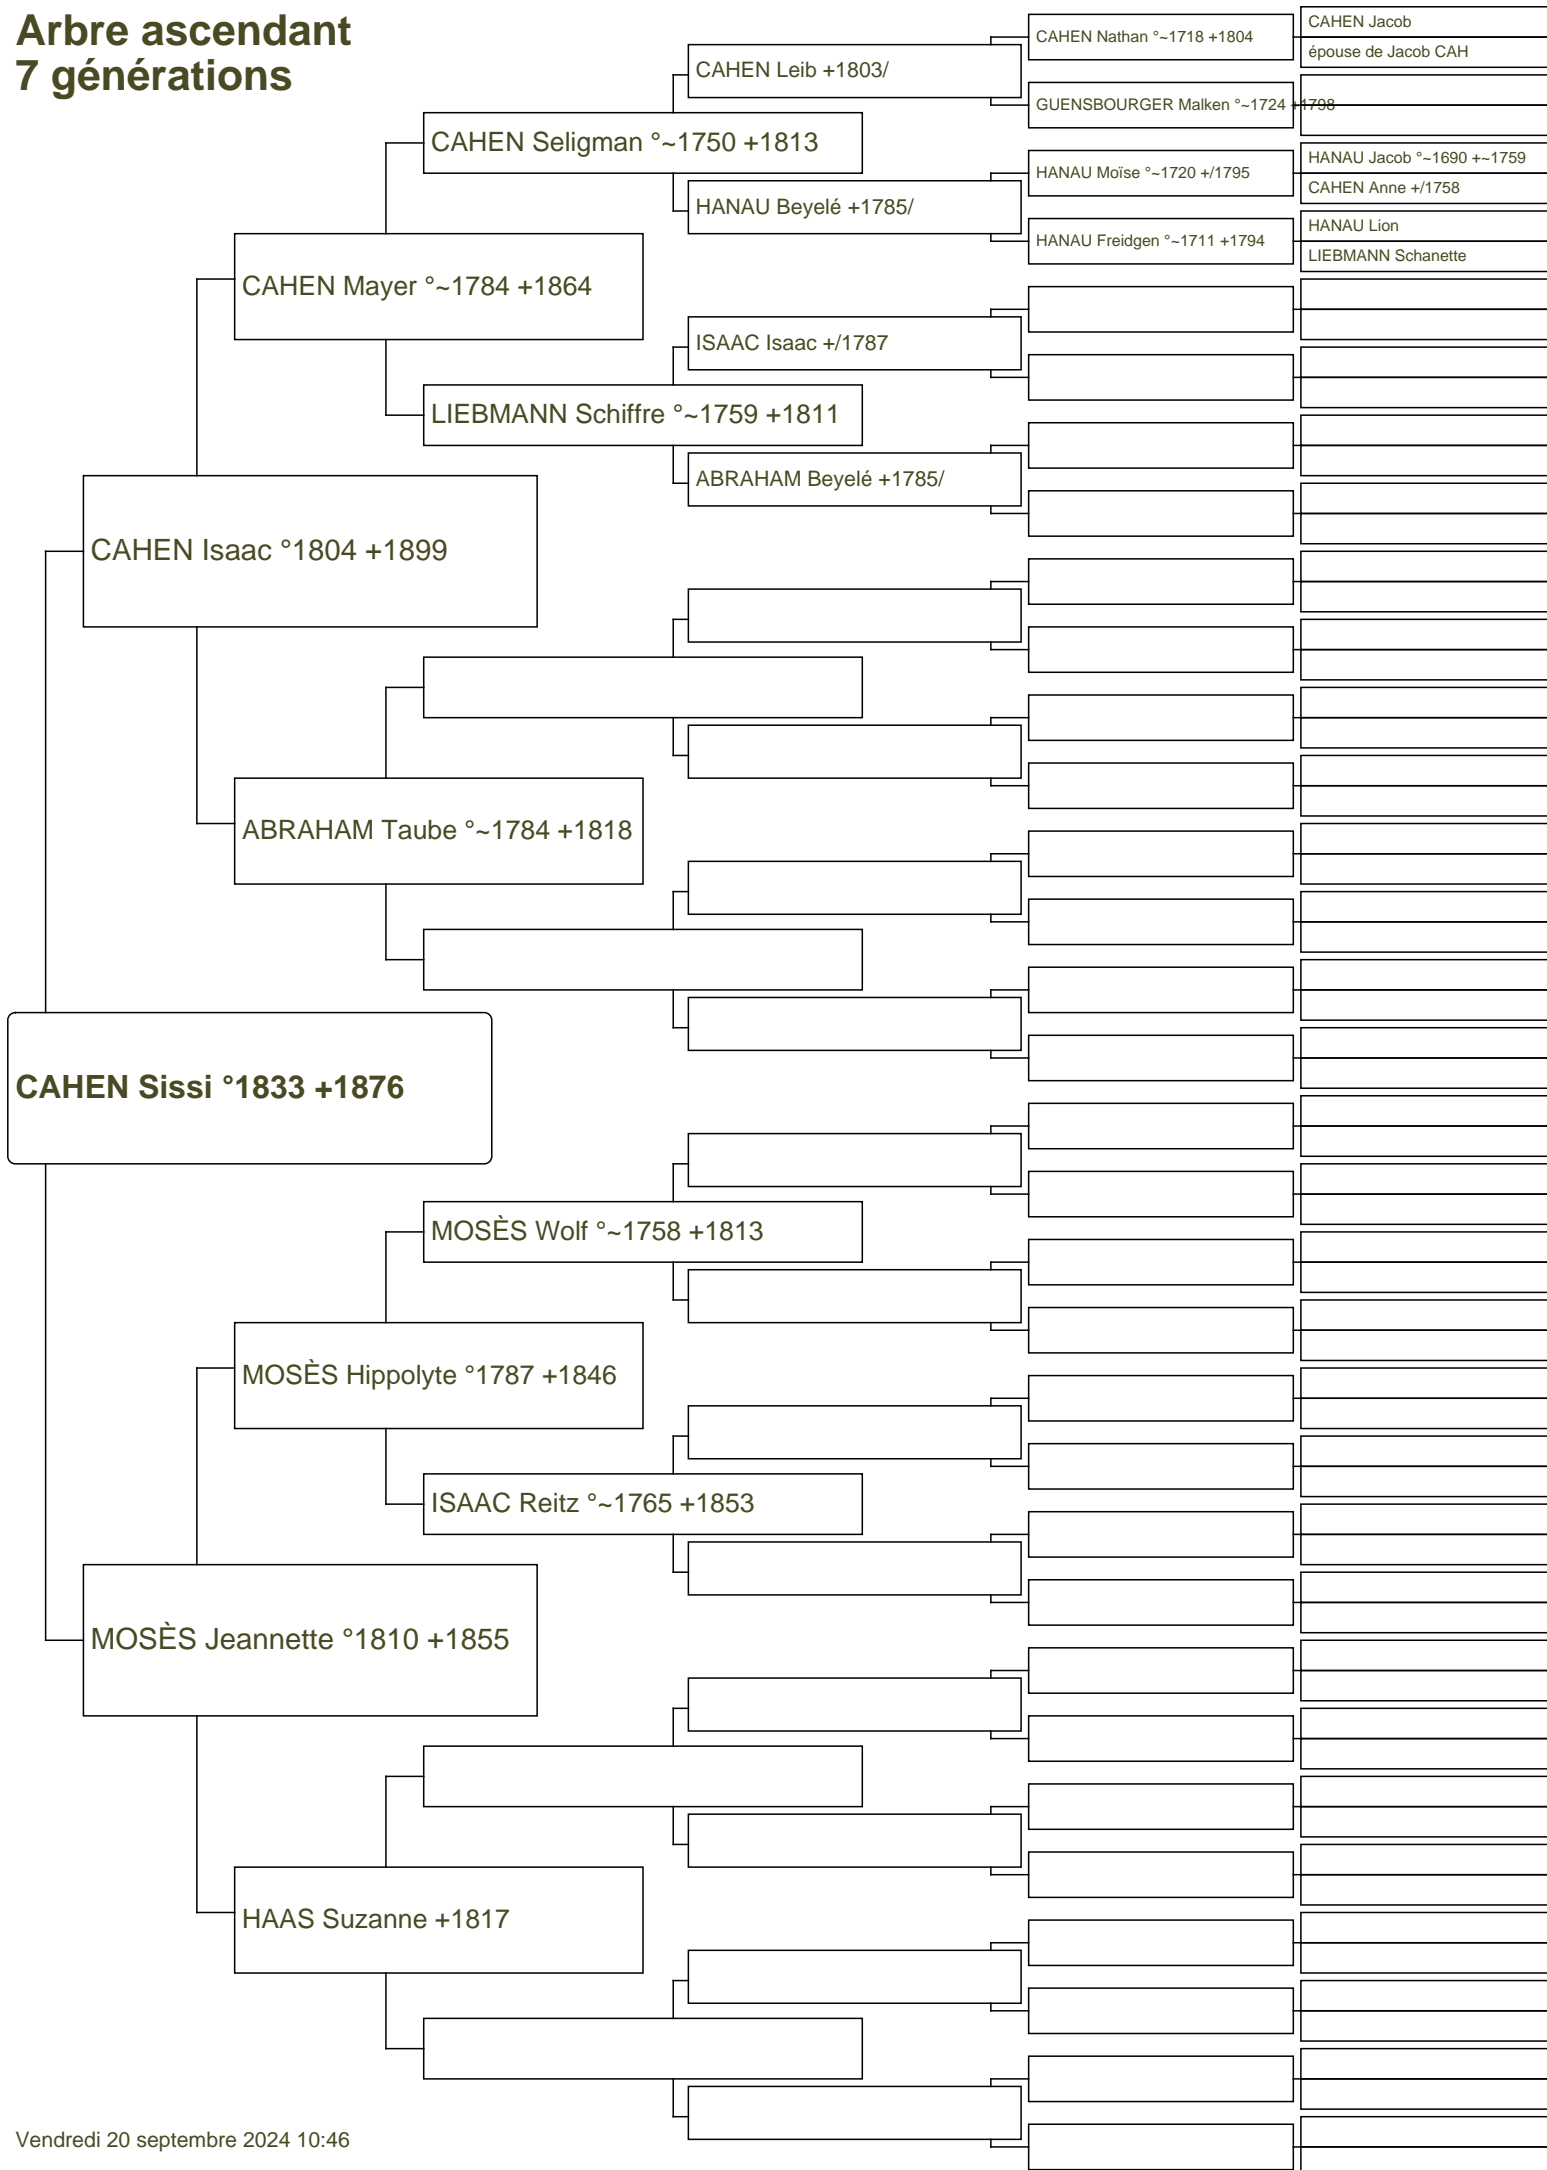 Arbre ascendant
7 générations
CAHEN Jacob
CAHEN Nathan °~1718 +1804
épouse de Jacob CAH
CAHEN Leib +1803/
GUENSBOURGER Malken °~1724 +1798
CAHEN Seligman °~1750 +1813
HANAU Jacob °~1690 +~1759
HANAU Moïse °~1720 +/1795
CAHEN Anne +/1758
HANAU Beyelé +1785/
HANAU Lion
HANAU Freidgen °~1711 +1794
LIEBMANN Schanette
CAHEN Mayer °~1784 +1864
ISAAC Isaac +/1787
LIEBMANN Schiffre °~1759 +1811
ABRAHAM Beyelé +1785/
CAHEN Isaac °1804 +1899
ABRAHAM Taube °~1784 +1818
CAHEN Sissi °1833 +1876
MOSÈS Wolf °~1758 +1813
MOSÈS Hippolyte °1787 +1846
ISAAC Reitz °~1765 +1853
MOSÈS Jeannette °1810 +1855
HAAS Suzanne +1817
Vendredi 20 septembre 2024 10:46